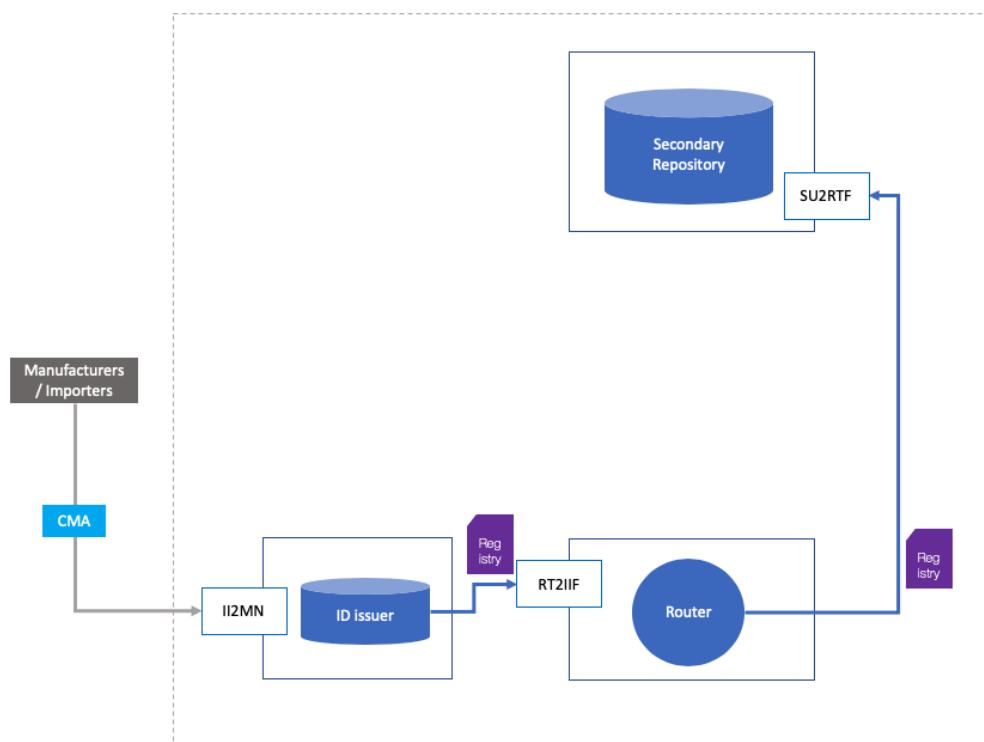 Secondary
Repository
SU2RTF
Manufacturers
/ Importers
CMA
Reg
istry
Reg
istry
II2MN
ID issuer
RT2IIF
Router